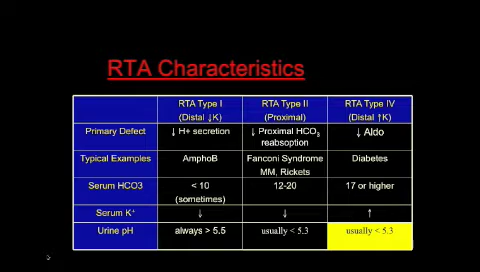 RTA Characteristics
RTA Type I
(Distal ↓K)
RTA Type II
(Proximal)
RTA Type IV
(Distal ↑K)
Primary Defect
↓ H+ secretion
↓ Proximal HCO3
reabsoption
↓ Aldo
Typical Examples
AmphoB
Fanconi Syndrome
MM, Rickets
Diabetes
Serum HCO3
< 10
(sometimes)
12-20
17 or higher
Serum K+
↓
↓
↑
Urine pH
always > 5.5
usually < 5.3
usually < 5.3